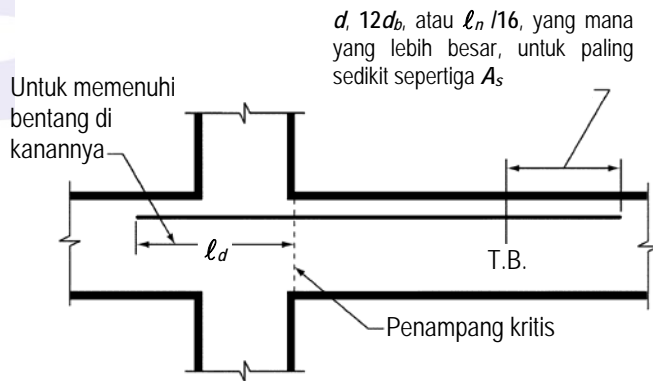 d, 12db, atau ℓn /16, yang mana
yang lebih besar, untuk paling
sedikit sepertiga As
Untuk memenuhi
bentang di
kanannya
ℓd
T.B.
Penampang kritis